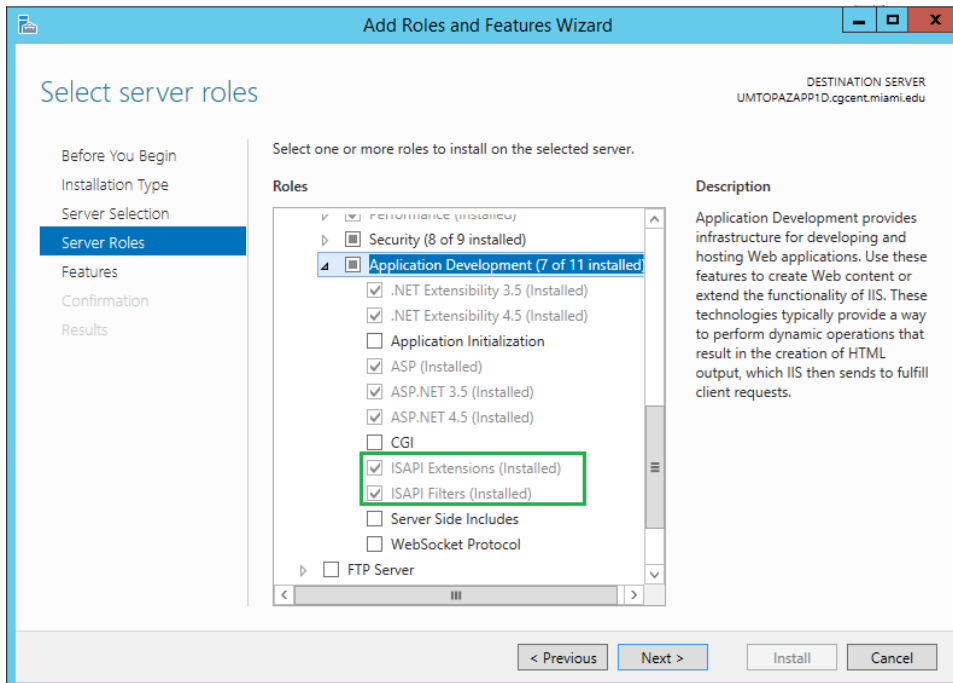 Add Roles and Features Wizard
Select server roles
DESTINATION SERVER
UMTOPAZAPP1D.cgcent.miami.edu
Before You Begin
Installation Type
Server Selection
Server Roles
Features
Confirmation
Results
Select one or more roles to install on the selected server.
Roles
Performance (Installed)
Security (8 of 9 installed)
Application Development (7 of 11 installed)
.NET Extensibility 3.5 (Installed)
.NET Extensibility 4.5 (Installed)
Application Initialization
ASP (Installed)
ASP.NET 3.5 (Installed)
ASP.NET 4.5 (Installed)
CGI
ISAPI Extensions (Installed)
ISAPI Filters (Installed)
Server Side Includes
WebSocket Protocol
FTP Server
Description
Application Development provides
infrastructure for developing and
hosting Web applications. Use these
features to create Web content or
extend the functionality of IIS. These
technologies typically provide a way
to perform dynamic operations that
result in the creation of HTML
output, which IIS then sends to fulfill
client requests.
< Previous
Next >
Install
Cancel